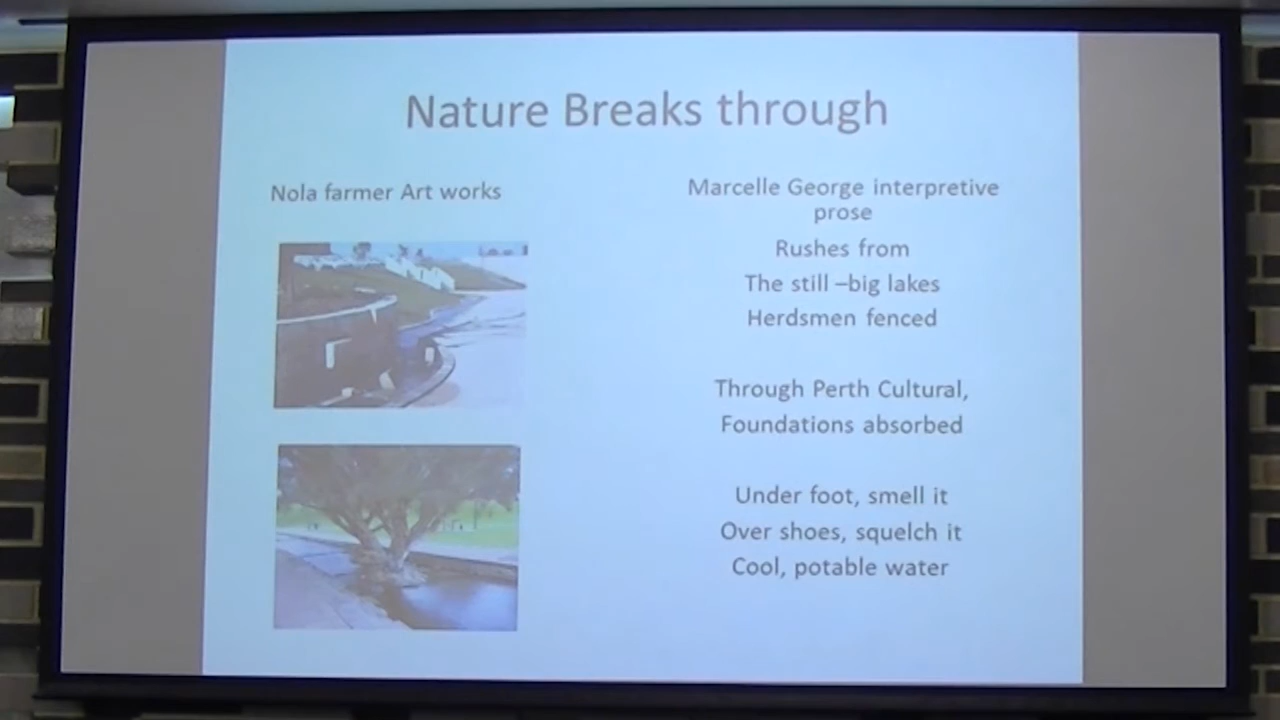 Nature Breaks through
Nola farmer Art works
Marcelle George interpretive
prose
Rushes from
The still –big lakes
Herdsmen fenced
Through Perth Cultural,
Foundations absorbed
Under foot, smell it
Over shoes, squelch it
Cool, potable water